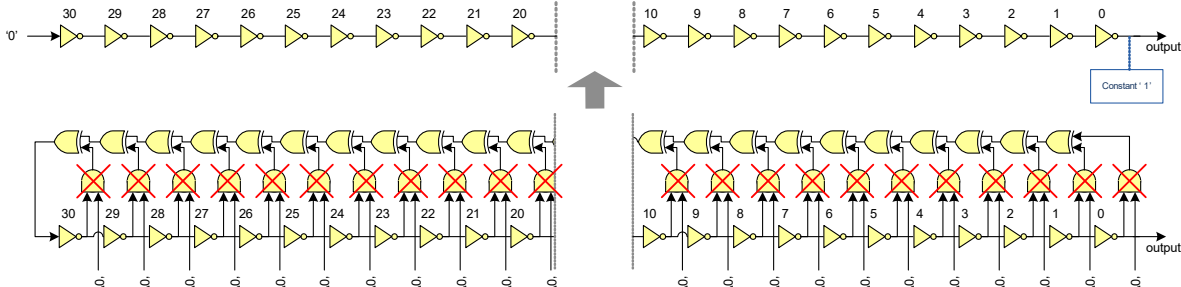 30 29 28 27 26 25 24 23 22 21 20 10 9 8 7 6 5 4 3 2 1 0
‘0’
output
Constant ‘ 1’
30 29 28 27 26 25 24 23 22 21 20 10 9 8 7 6 5 4 3 2 1 0
output
‘0’ ‘0’ ‘0’ ‘0’ ‘0’ ‘0’ ‘0’ ‘0’ ‘0’ ‘0’ ‘0’ ‘0’ ‘0’ ‘0’ ‘0’ ‘0’ ‘0’ ‘0’ ‘0’ ‘0’ ‘0’ ‘0’